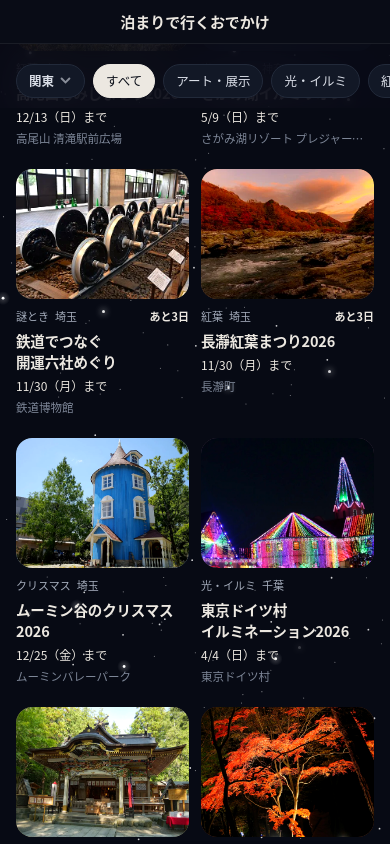 泊まりで行くおでかけ
関東
すべて
アート・展示
光・イルミ
12/13（日）まで
高尾山 清滝駅前広場
5/9（日）まで
さがみ湖リゾート プレジャー…
謎とき 埼玉
あと3日
鉄道でつなぐ
開運六社めぐり
11/30（月）まで
鉄道博物館
紅葉 埼玉
あと3日
長瀞紅葉まつり2026
11/30（月）まで
長瀞町
クリスマス 埼玉
ムーミン谷のクリスマス
2026
12/25（金）まで
ムーミンバレーパーク
光・イルミ 千葉
東京ドイツ村
イルミネーション2026
4/4（日）まで
東京ドイツ村